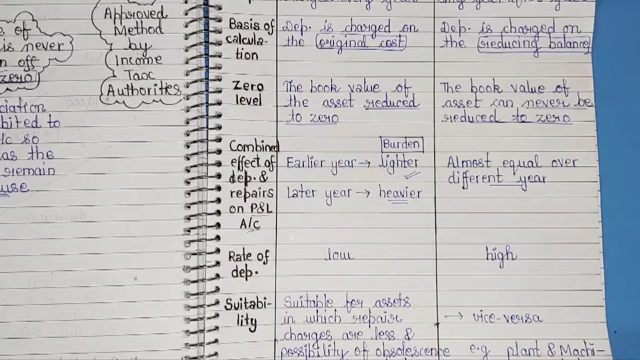 e of
is never
n off
zero
Approved
Method
by
Income
Tax
Authorites
ciation
bited to
c so
as the
remain
use
Basis of
calcula-
tion
Dep. is charged on
the original cost
Dep. is charged on
the reducing balance
Zero
level
The book value of
the asset reduced
to zero
The book value of
asset can never be
reduced to zero
Combined
effect of
dep. &
repairs
on P&L
A/c
Burden
Earlier year → lighter
Later year → heavier
Almost equal over
different year
Rate of
dep.
low
high
Suitabi-
lity
Suitable for assets
in which repair
charges are less &
possibility of obsolescence
→ vice-versa
e.g plant & Machi-